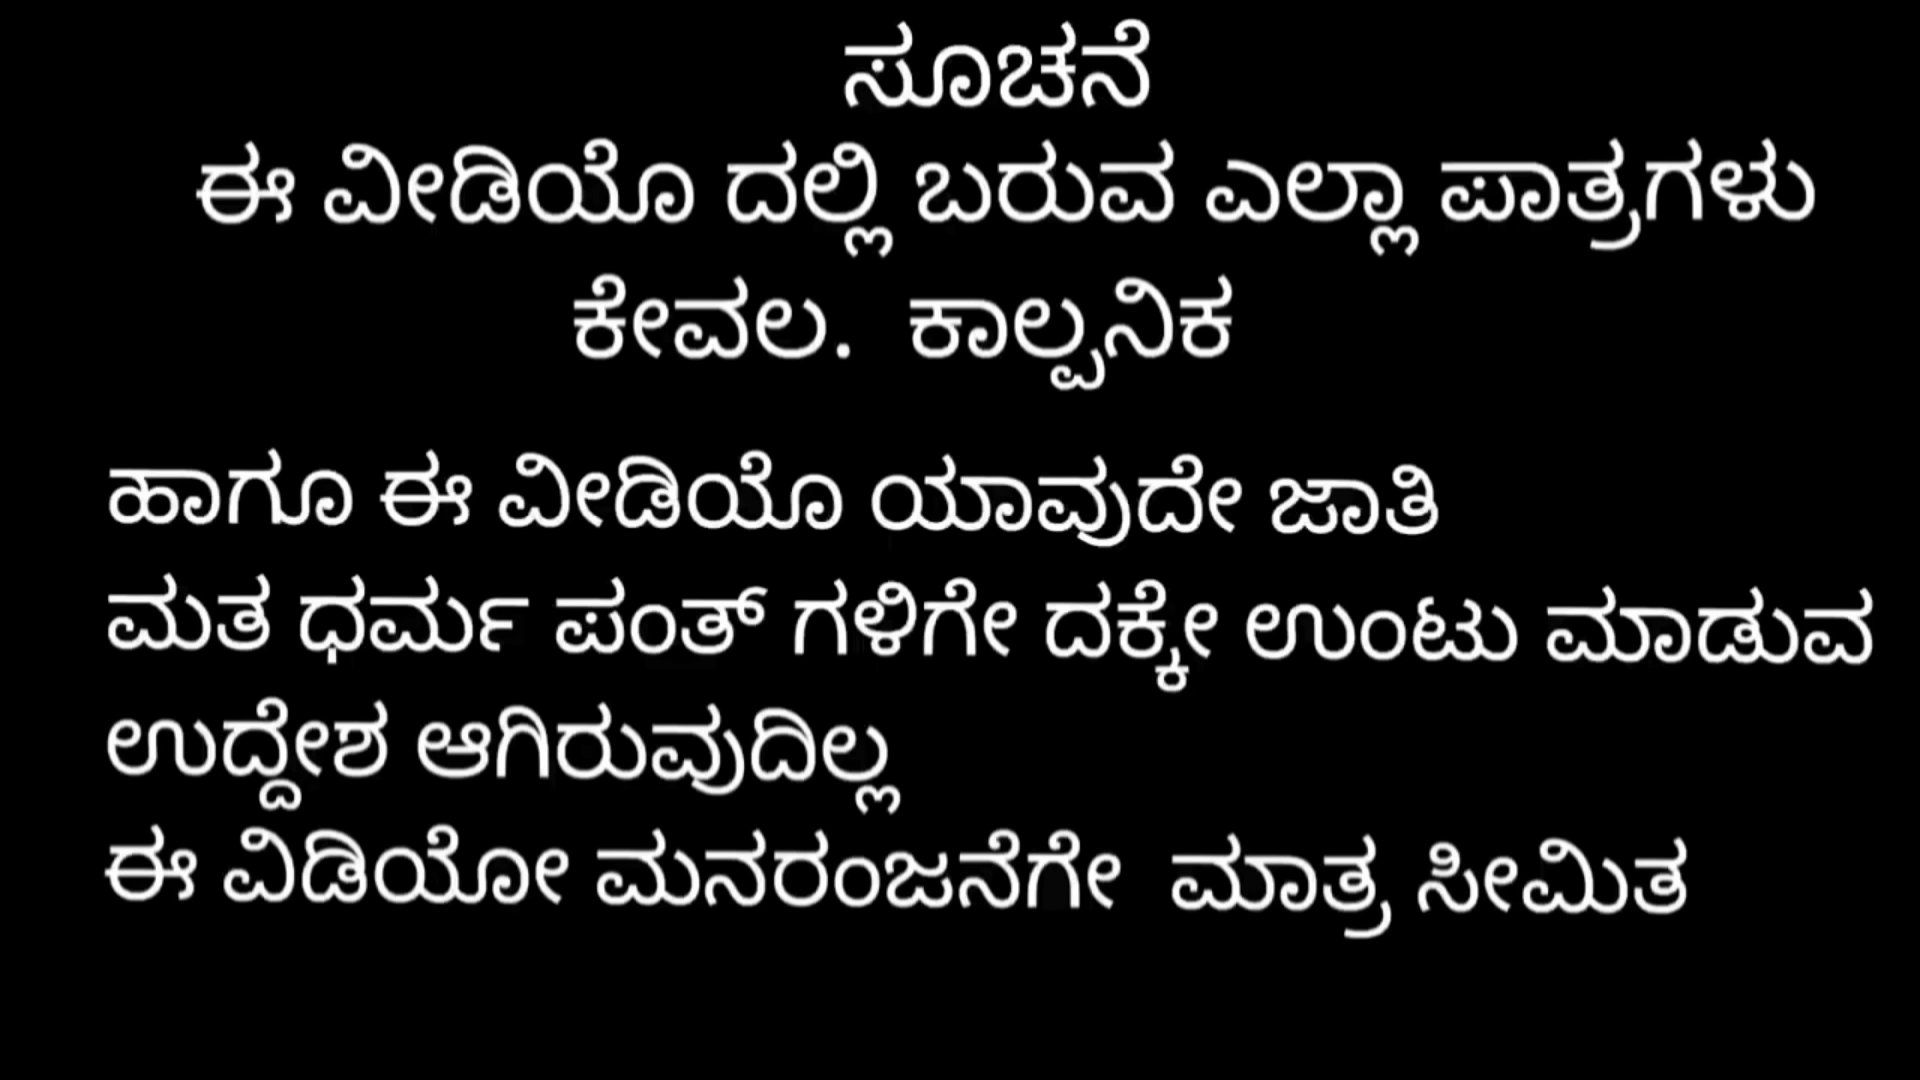 ಸೂಚನೆ
ಈ ವೀಡಿಯೊ ದಲ್ಲಿ ಬರುವ ಎಲ್ಲಾ ಪಾತ್ರಗಳು
ಕೇವಲ. ಕಾಲ್ಪನಿಕ
ಹಾಗೂ ಈ ವೀಡಿಯೊ ಯಾವುದೇ ಜಾತಿ
ಮತ ಧರ್ಮ ಪಂತ್ ಗಳಿಗೇ ದಕ್ಕೇ ಉಂಟು ಮಾಡುವ
ಉದ್ದೇಶ ಆಗಿರುವುದಿಲ್ಲ
ಈ ವಿಡಿಯೋ ಮನರಂಜನೆಗೇ ಮಾತ್ರ ಸೀಮಿತ